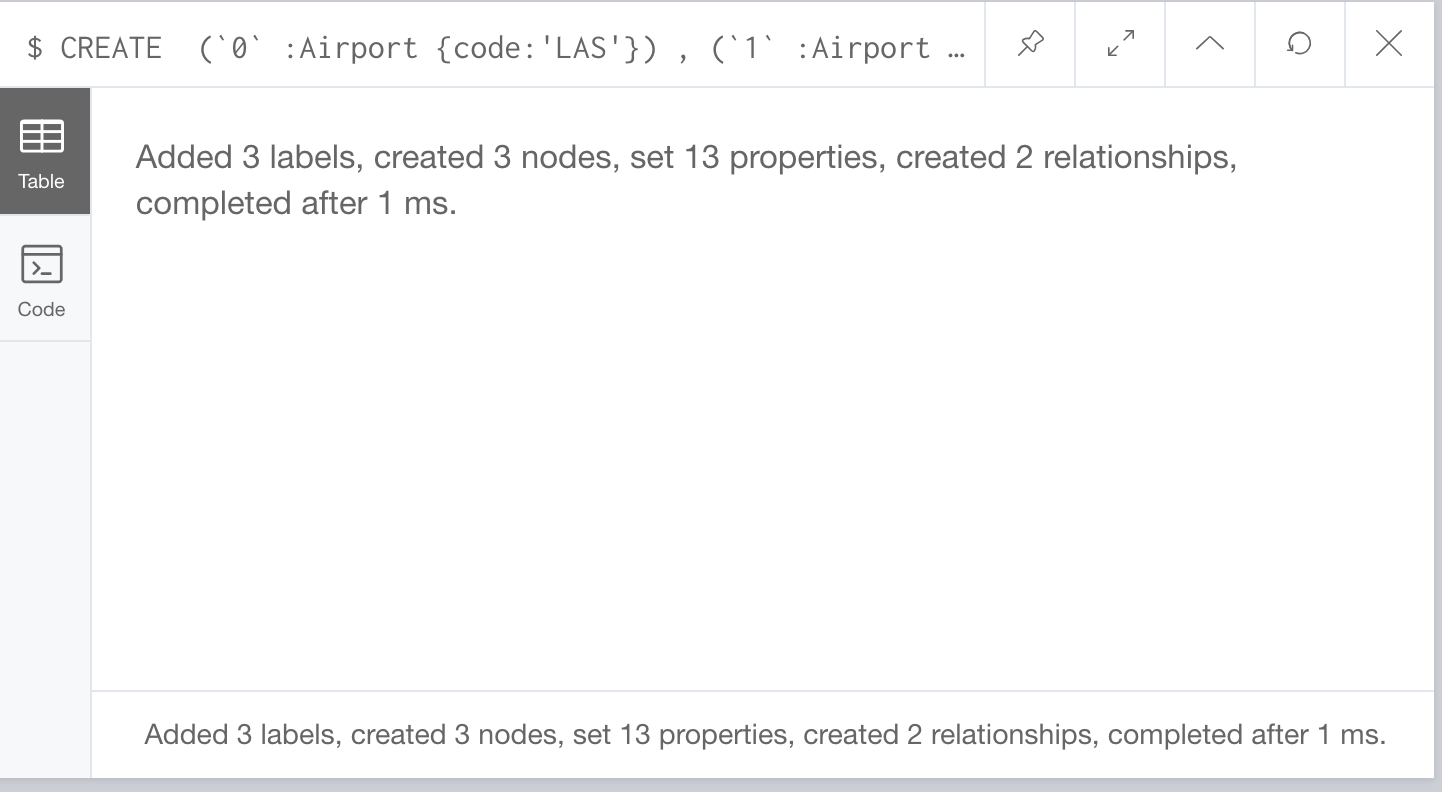 $ CREATE  (`0` :Airport {code:'LAS'}) , (`1` :Airport …
Table
Added 3 labels, created 3 nodes, set 13 properties, created 2 relationships,
completed after 1 ms.
Code
Added 3 labels, created 3 nodes, set 13 properties, created 2 relationships, completed after 1 ms.